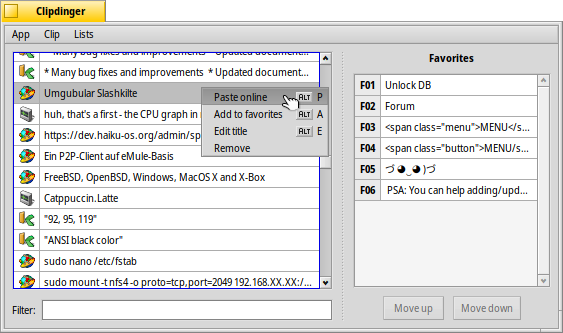 Clipdinger
App Clip Lists
* Many bug fixes and improvements * Updated document...
* Many bug fixes and improvements * Updated document...
Umgubular Slashkilte
huh, that's a first - the CPU graph in
https://dev.haiku-os.org/admin/sp
Ein P2P-Client auf eMule-Basis
FreeBSD, OpenBSD, Windows, MacOS X and X-Box
Catppuccin.Latte
"92, 95, 119"
"ANSI black color"
sudo nano /etc/fstab
sudo mount -t nfs4 -o proto=tcp,port=2049 192.168.XX.XX:/...
Filter:
Paste online ALT P
Add to favorites ALT A
Edit title ALT E
Remove
Favorites
F01 Unlock DB
F02 Forum
F03 <span class="menu">MENU</s...
F04 <span class="button">MENU/s...
F05 づ ◕‿◕ )づ
F06 PSA: You can help adding/upd...
Move up Move down